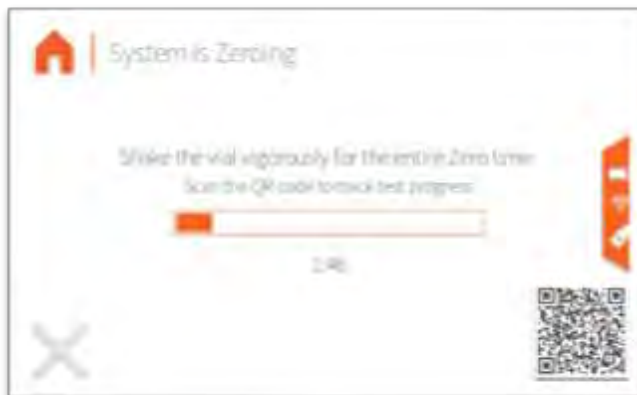 System is Zeroing
Shake the vial vigorously for the entire Zero timer
Scan the QR code to track test progress